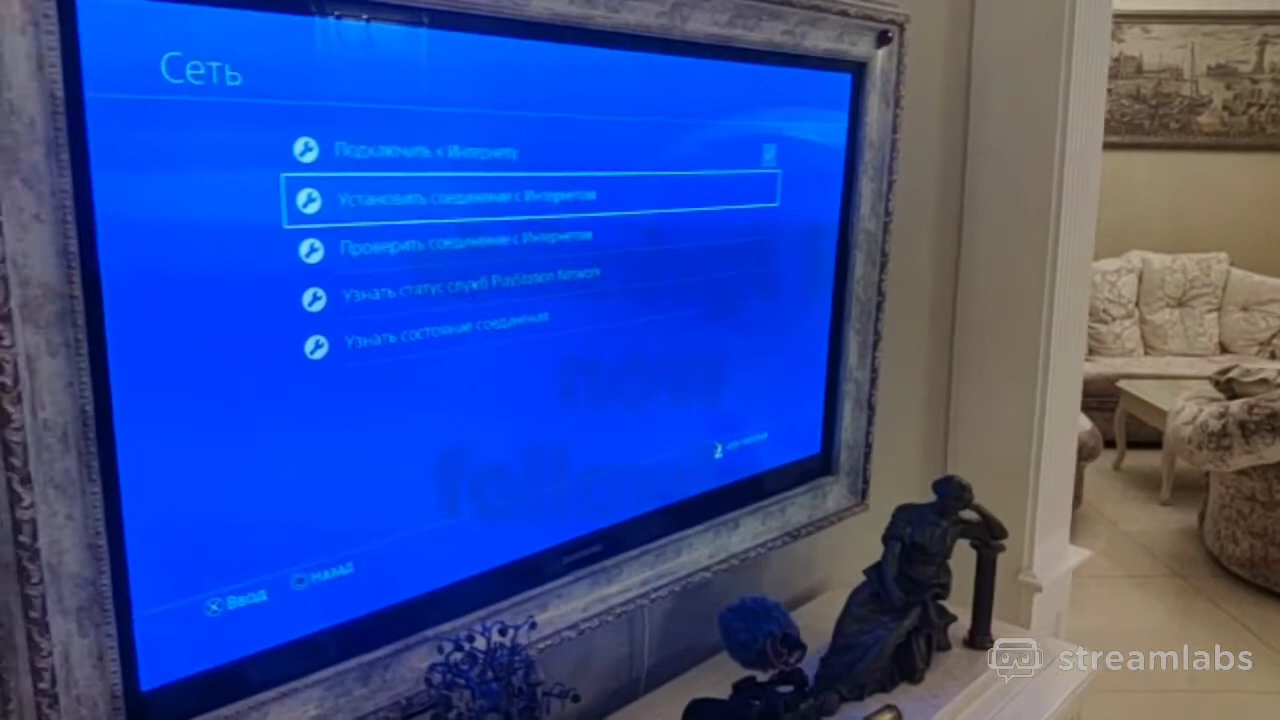 Сеть
Подключить к Интернету
Установить соединение с Интернетом
Проверить соединение с Интернетом
Узнать статус служб PlayStation Network
Узнать состояние соединения
now
Ввод
Назад
streamlabs